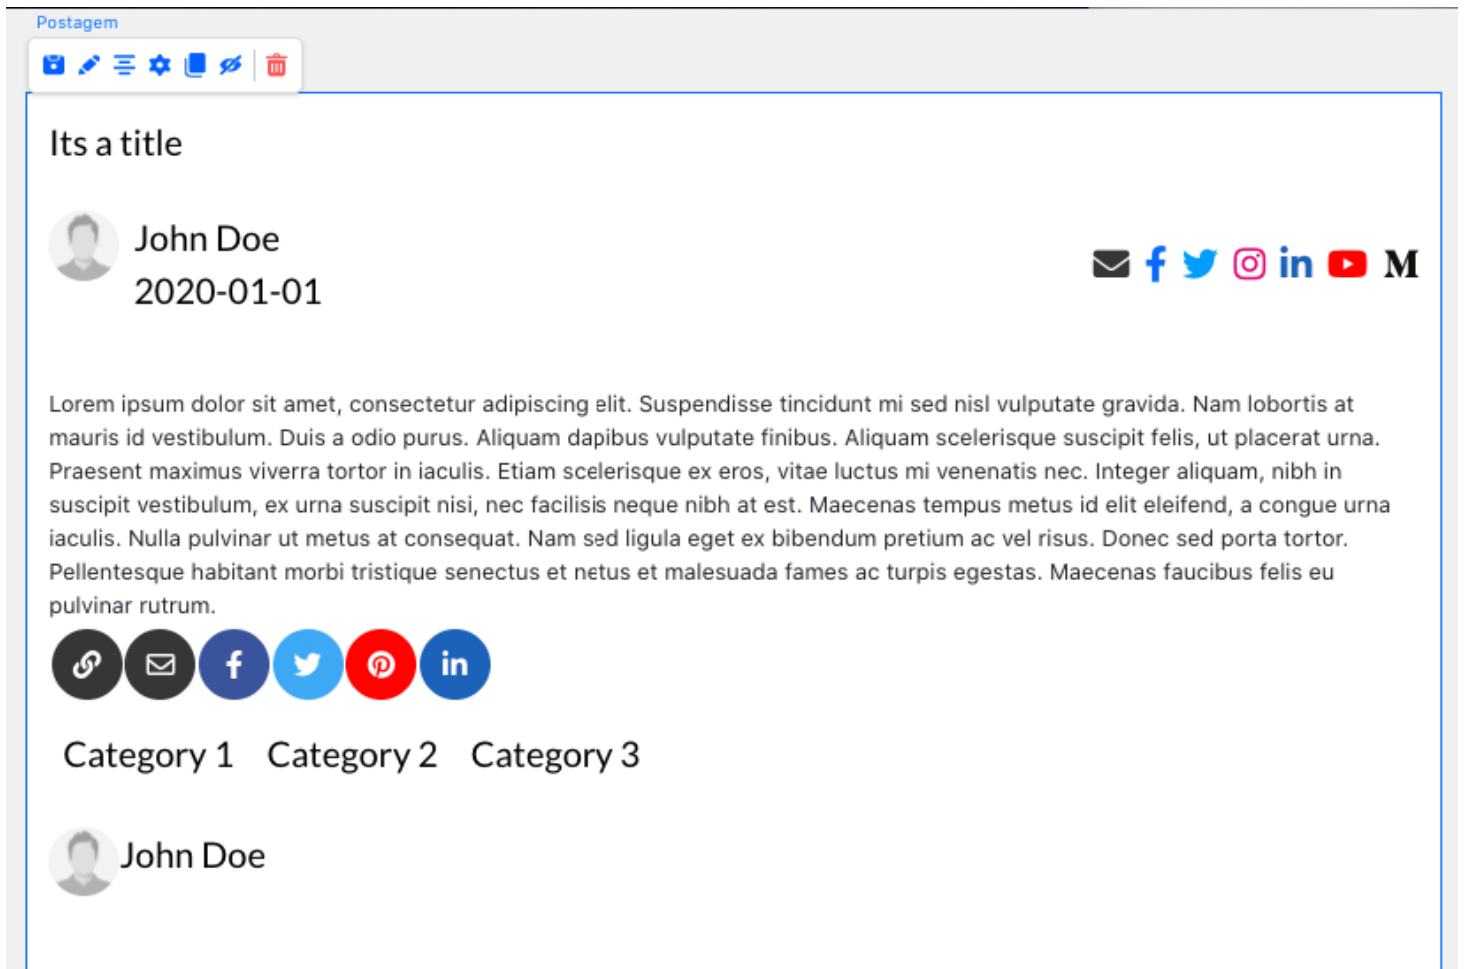 Postagem
Its a title
John Doe
2020-01-01
Lorem ipsum dolor sit amet, consectetur adipiscing elit. Suspendisse tincidunt mi sed nisl vulputate gravida. Nam lobortis at
mauris id vestibulum. Duis a odio purus. Aliquam dapibus vulputate finibus. Aliquam scelerisque suscipit felis, ut placerat urna.
Praesent maximus viverra tortor in iaculis. Etiam scelerisque ex eros, vitae luctus mi venenatis nec. Integer aliquam, nibh in
suscipit vestibulum, ex urna suscipit nisi, nec facilisis neque nibh at est. Maecenas tempus metus id elit eleifend, a congue urna
iaculis. Nulla pulvinar ut metus at consequat. Nam sed ligula eget ex bibendum pretium ac vel risus. Donec sed porta tortor.
Pellentesque habitant morbi tristique senectus et netus et malesuada fames ac turpis egestas. Maecenas faucibus felis eu
pulvinar rutrum.
Category 1 Category 2 Category 3
John Doe